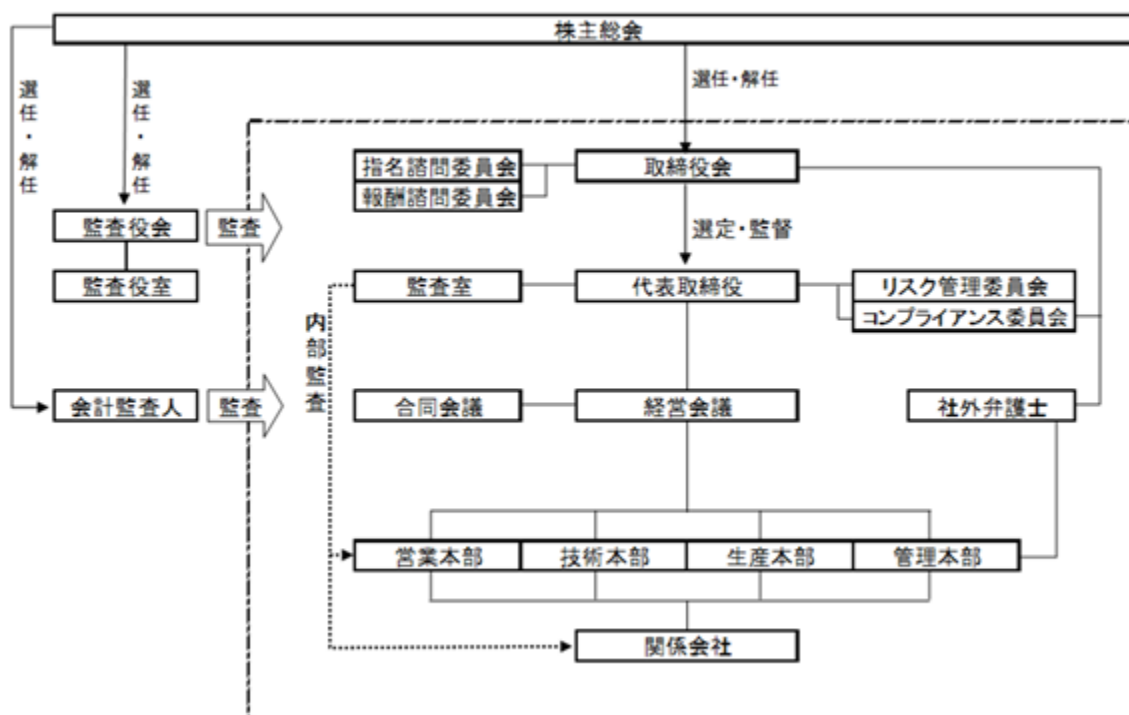 株主総会
選任・解任
選任・解任
選任・解任
指名諮問委員会
取締役会
報酬諮問委員会
監査役会
監査
選定・監督
監査役室
監査室
代表取締役
リスク管理委員会
コンプライアンス委員会
内部監査
会計監査人
監査
合同会議
経営会議
社外弁護士
営業本部
技術本部
生産本部
管理本部
関係会社